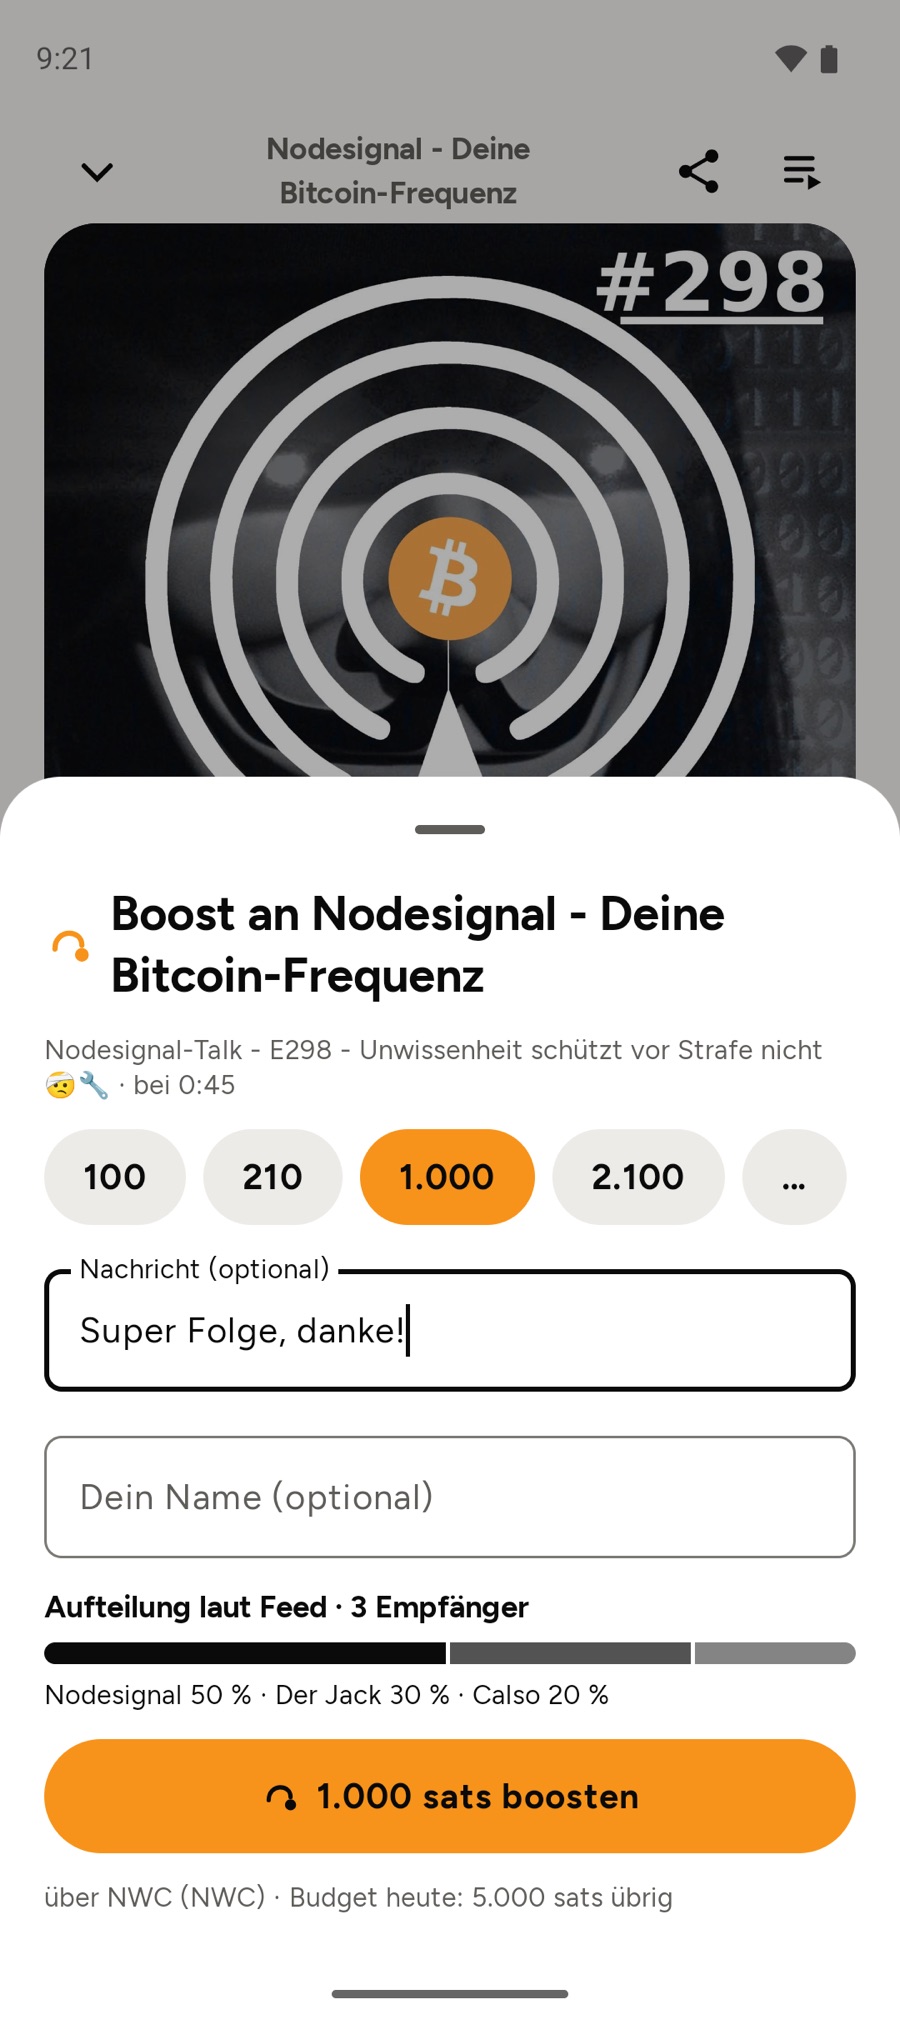 9:21
Nodesignal - Deine
Bitcoin-Frequenz
#298
Boost an Nodesignal - Deine
Bitcoin-Frequenz
Nodesignal-Talk - E298 - Unwissenheit schützt vor Strafe nicht
🤕🔧 · bei 0:45
100 210 1.000 2.100 ...
Nachricht (optional)
Super Folge, danke!
Dein Name (optional)
Aufteilung laut Feed · 3 Empfänger
Nodesignal 50 % · Der Jack 30 % · Calso 20 %
1.000 sats boosten
über NWC (NWC) · Budget heute: 5.000 sats übrig